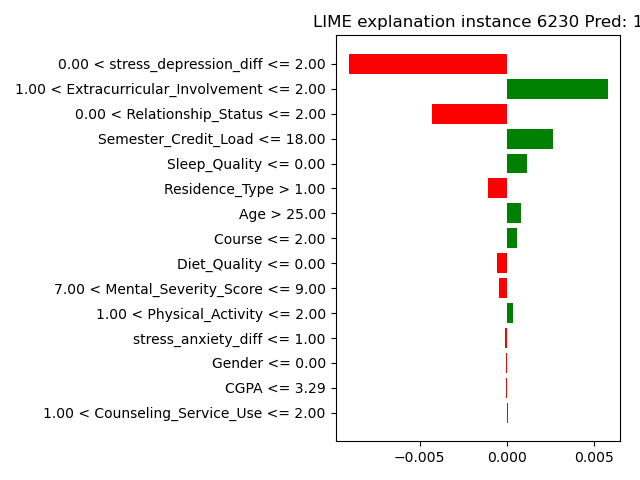 LIME explanation instance 6230 Pred: 1
0.00 < stress_depression_diff <= 2.00
1.00 < Extracurricular_Involvement <= 2.00
0.00 < Relationship_Status <= 2.00
Semester_Credit_Load <= 18.00
Sleep_Quality <= 0.00
Residence_Type > 1.00
Age > 25.00
Course <= 2.00
Diet_Quality <= 0.00
7.00 < Mental_Severity_Score <= 9.00
1.00 < Physical_Activity <= 2.00
stress_anxiety_diff <= 1.00
Gender <= 0.00
CGPA <= 3.29
1.00 < Counseling_Service_Use <= 2.00
−0.005 0.000 0.005